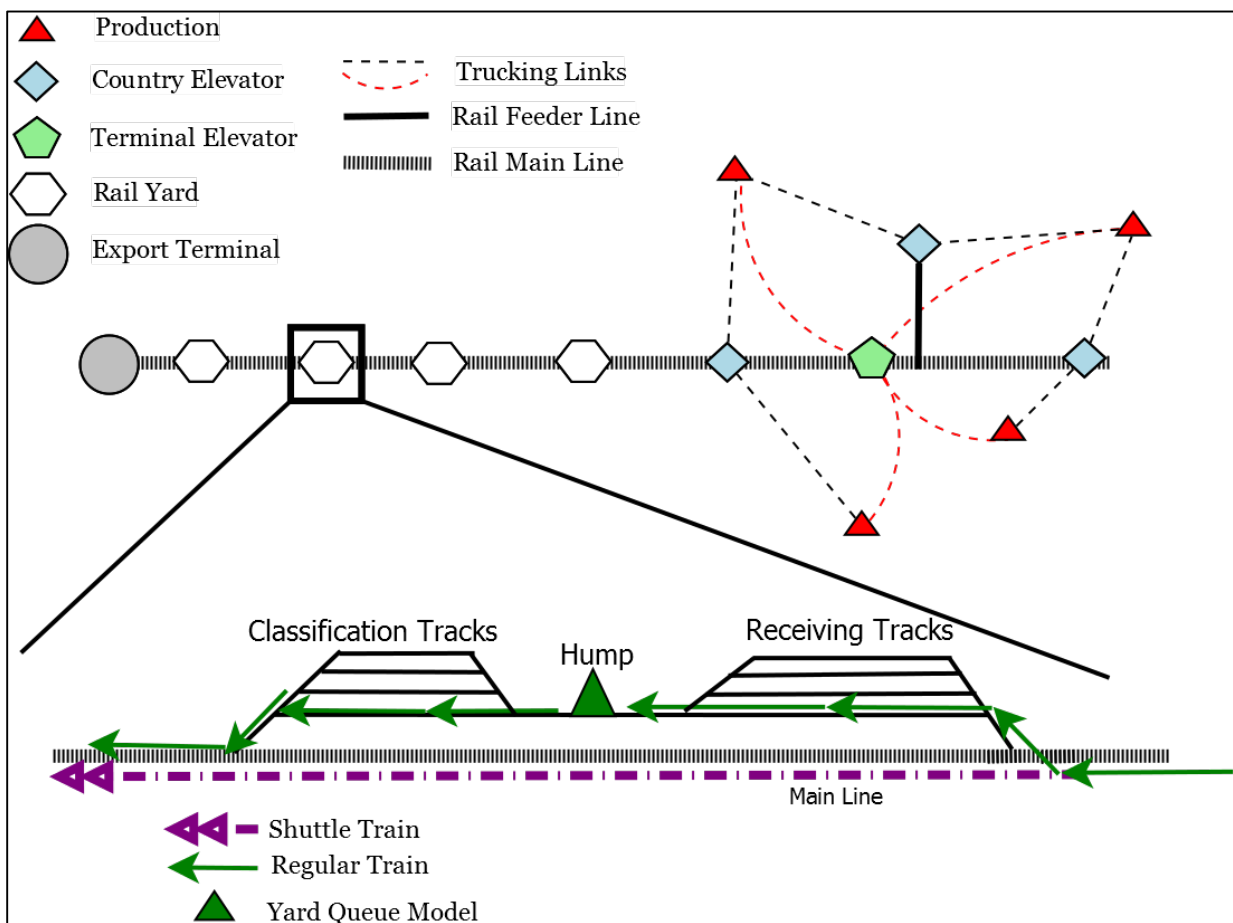 Production
Country Elevator
Terminal Elevator
Rail Yard
Export Terminal
Trucking Links
Rail Feeder Line
Rail Main Line
Classification Tracks
Hump
Receiving Tracks
Main Line
Shuttle Train
Regular Train
Yard Queue Model